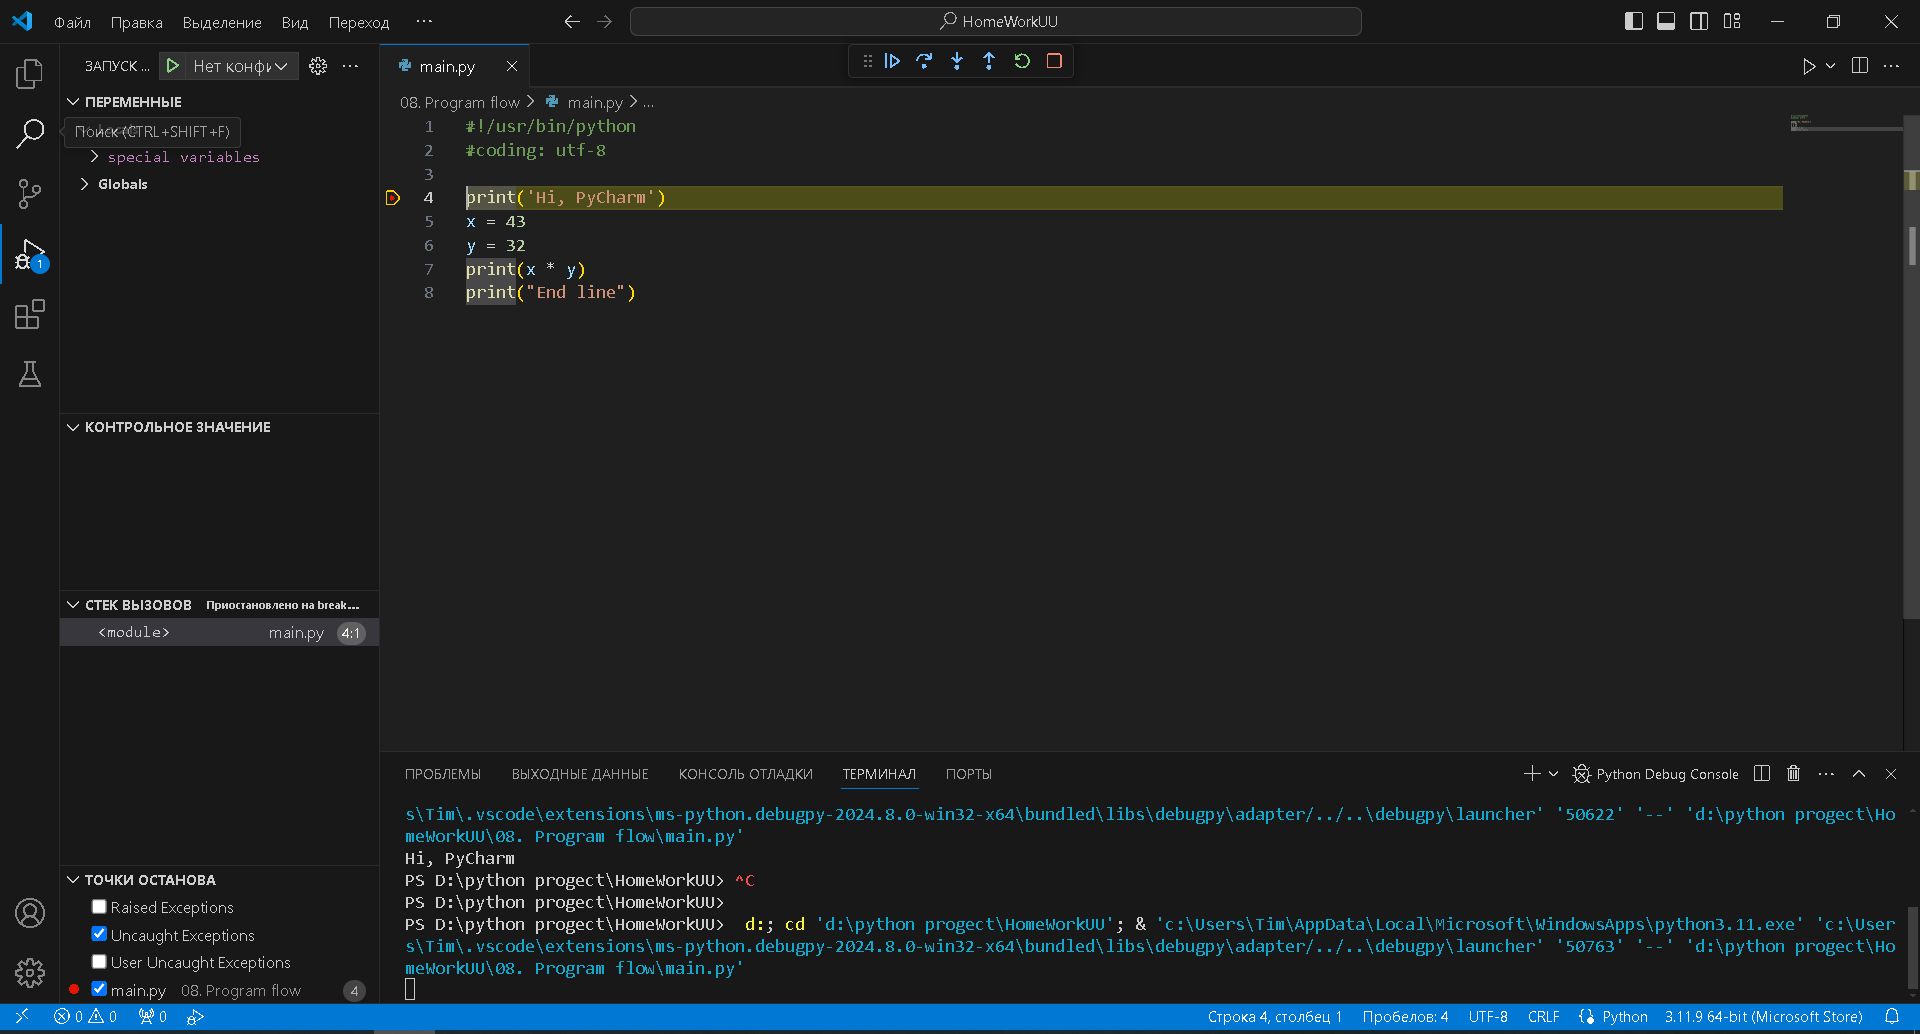 Файл Правка Выделение Вид Переход ... HomeWorkUU
ЗАПУСК ... Нет конфи ...
ПЕРЕМЕННЫЕ
Поиск (CTRL+SHIFT+F)
special variables
Globals
КОНТРОЛЬНОЕ ЗНАЧЕНИЕ
СТЕК ВЫЗОВОВ Приостановлено на break...
<module> main.py 4:1
ТОЧКИ ОСТАНОВА
Raised Exceptions
Uncaught Exceptions
User Uncaught Exceptions
main.py 08. Program flow 4
main.py
08. Program flow > main.py > ...
1 #!/usr/bin/python
2 #coding: utf-8
3
4 print('Hi, PyCharm')
5 x = 43
6 y = 32
7 print(x * y)
8 print("End line")
ПРОБЛЕМЫ ВЫХОДНЫЕ ДАННЫЕ КОНСОЛЬ ОТЛАДКИ ТЕРМИНАЛ ПОРТЫ Python Debug Console
s\Tim\.vscode\extensions\ms-python.debugpy-2024.8.0-win32-x64\bundled\libs\debugpy\adapter/../..\debugpy\launcher' '50622' '--' 'd:\python progect\Ho
meWorkUU\08. Program flow\main.py'
Hi, PyCharm
PS D:\python progect\HomeWorkUU> ^C
PS D:\python progect\HomeWorkUU>
PS D:\python progect\HomeWorkUU>  d:; cd 'd:\python progect\HomeWorkUU'; & 'c:\Users\Tim\AppData\Local\Microsoft\WindowsApps\python3.11.exe' 'c:\User
s\Tim\.vscode\extensions\ms-python.debugpy-2024.8.0-win32-x64\bundled\libs\debugpy\adapter/../..\debugpy\launcher' '50763' '--' 'd:\python progect\Ho
meWorkUU\08. Program flow\main.py'
0 0 0 Строка 4, столбец 1 Пробелов: 4 UTF-8 CRLF Python 3.11.9 64-bit (Microsoft Store)
1